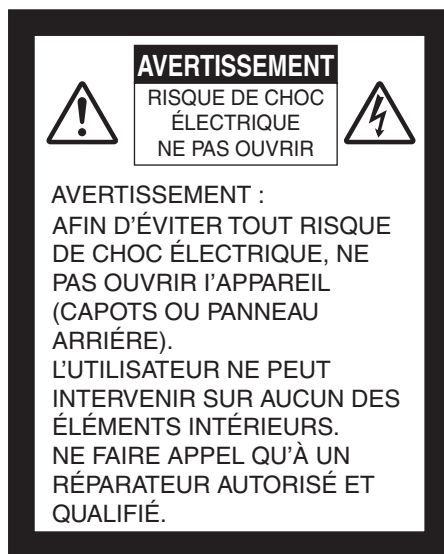 AVERTISSEMENT
RISQUE DE CHOC
ÉLECTRIQUE
NE PAS OUVRIR
AVERTISSEMENT :
AFIN D’ÉVITER TOUT RISQUE
DE CHOC ÉLECTRIQUE, NE
PAS OUVRIR l’APPAREIL
(CAPOTS OU PANNEAU
ARRIÉRE).
L’UTILISATEUR NE PEUT
INTERVENIR SUR AUCUN DES
ÉLÉMENTS INTÉRIEURS.
NE FAIRE APPEL QU’À UN
RÉPARATEUR AUTORISÉ ET
QUALIFIÉ.